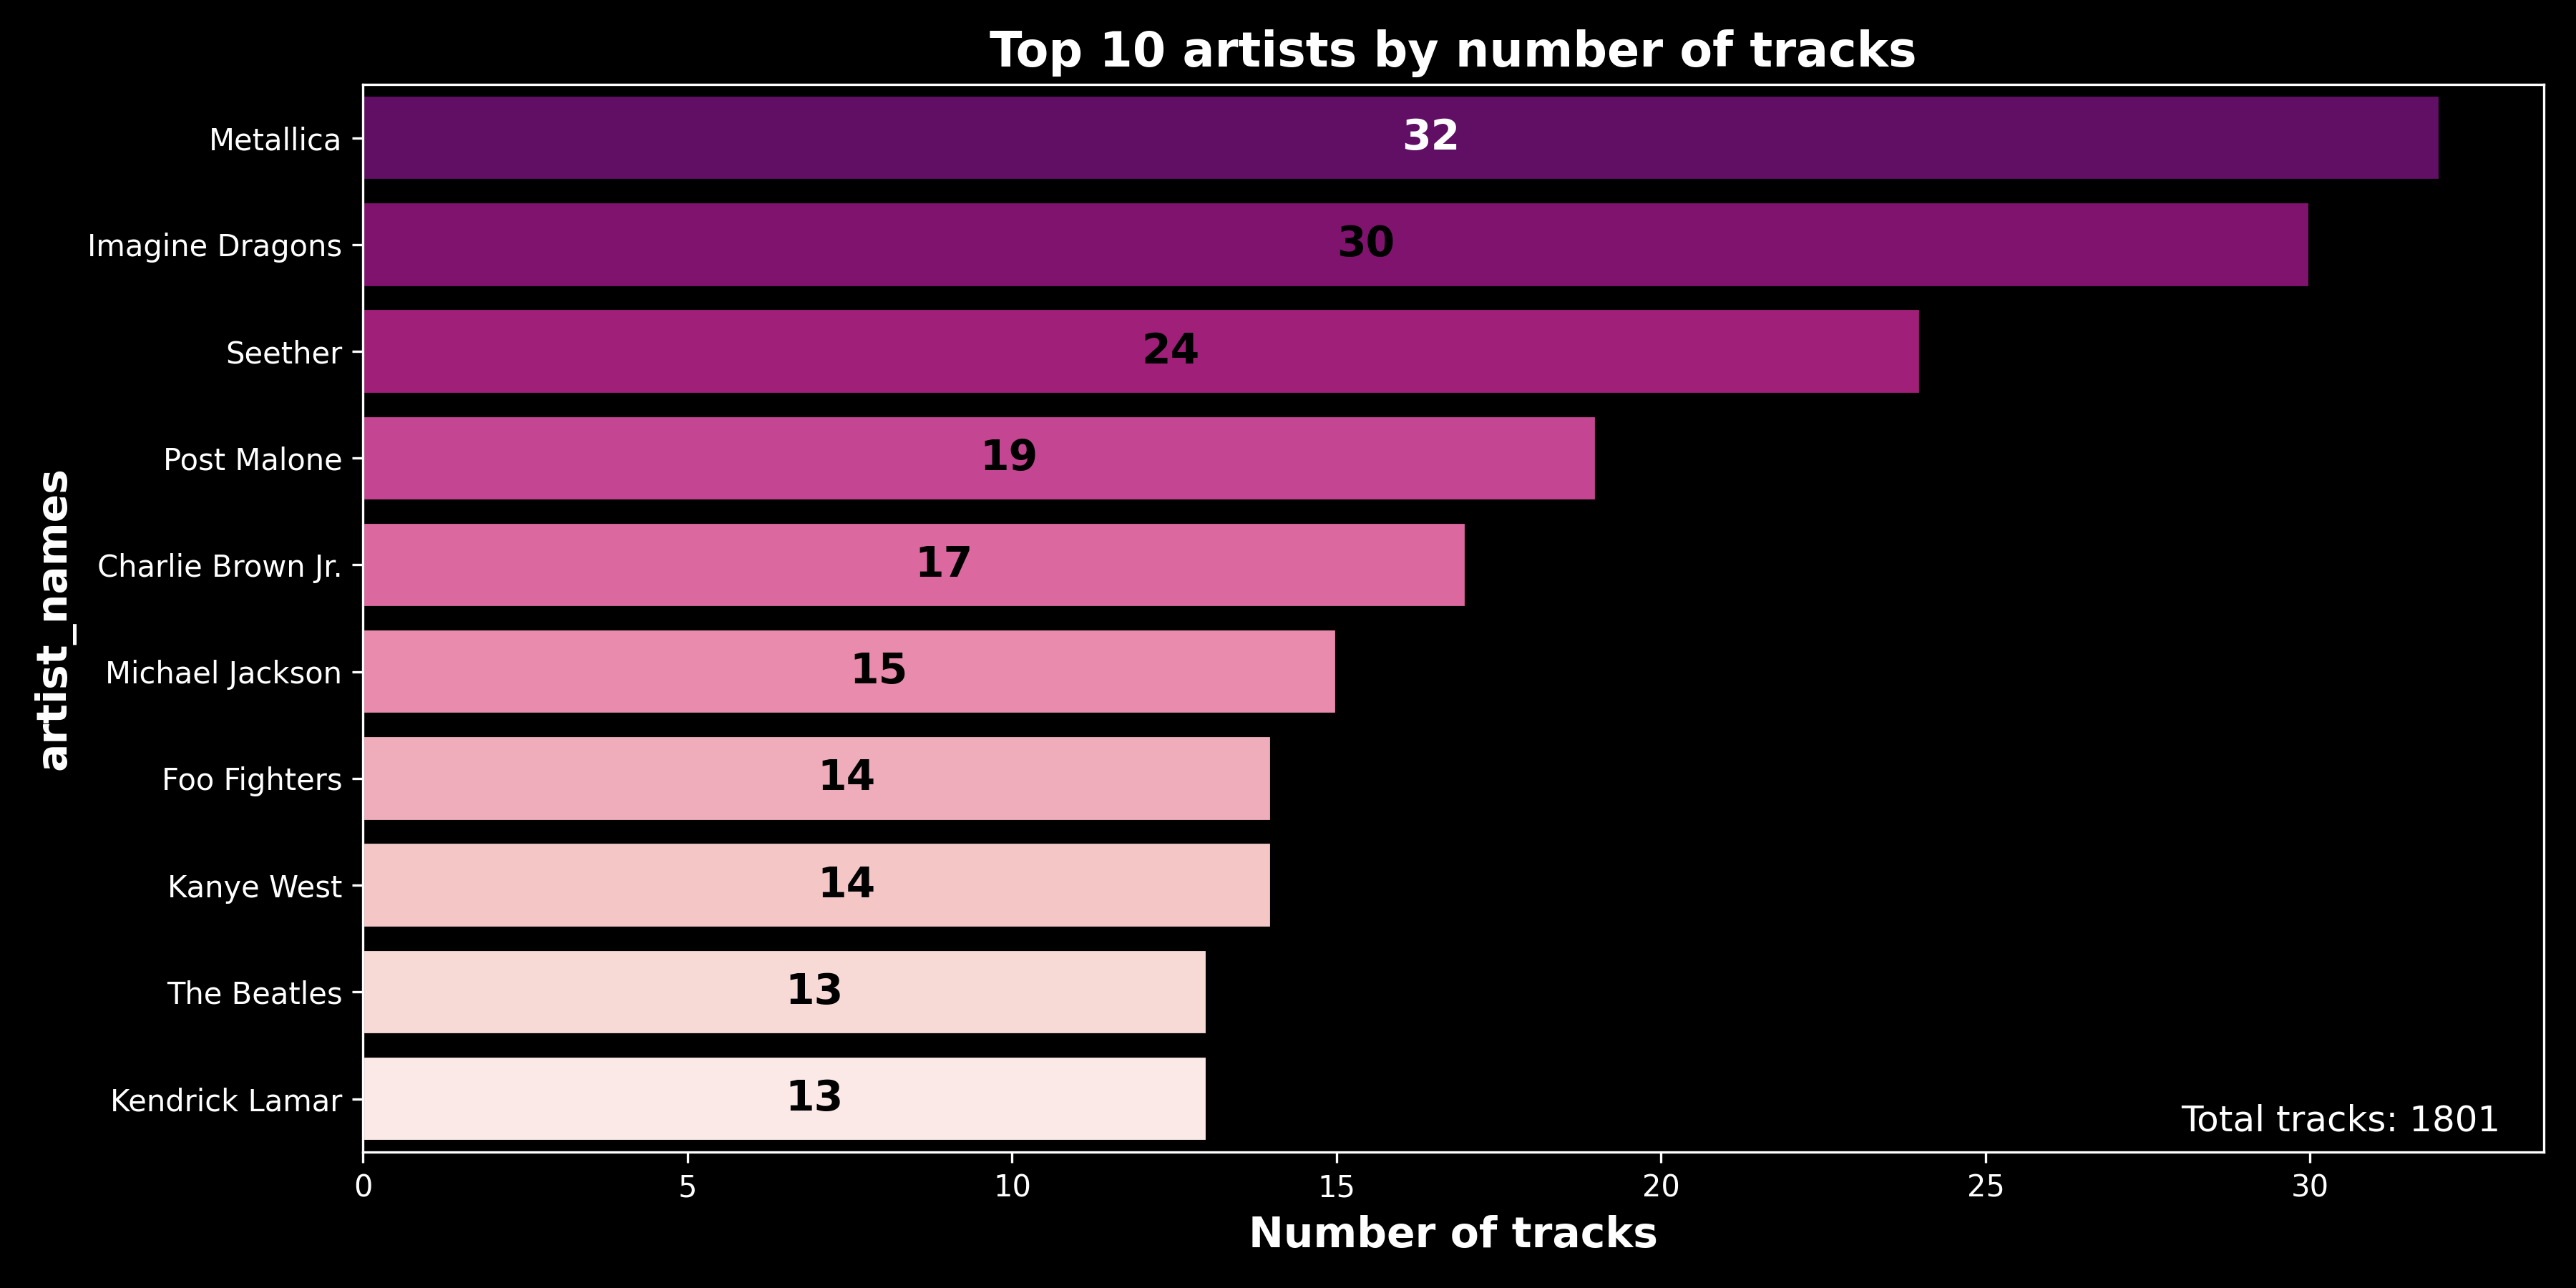 Top 10 artists by number of tracks
artist_names
Metallica
32
Imagine Dragons
30
Seether
24
Post Malone
19
Charlie Brown Jr.
17
Michael Jackson
15
Foo Fighters
14
Kanye West
14
The Beatles
13
Kendrick Lamar
13
Total tracks: 1801
0 5 10 15 20 25 30
Number of tracks